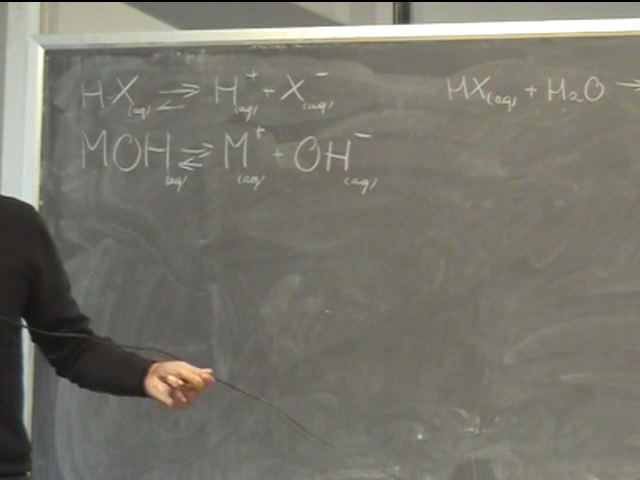 HX(aq) ⇌ H⁺(aq) + X⁻(aq)
MOH(aq) ⇌ M⁺(aq) + OH⁻(aq)
HX(aq) + H₂O →